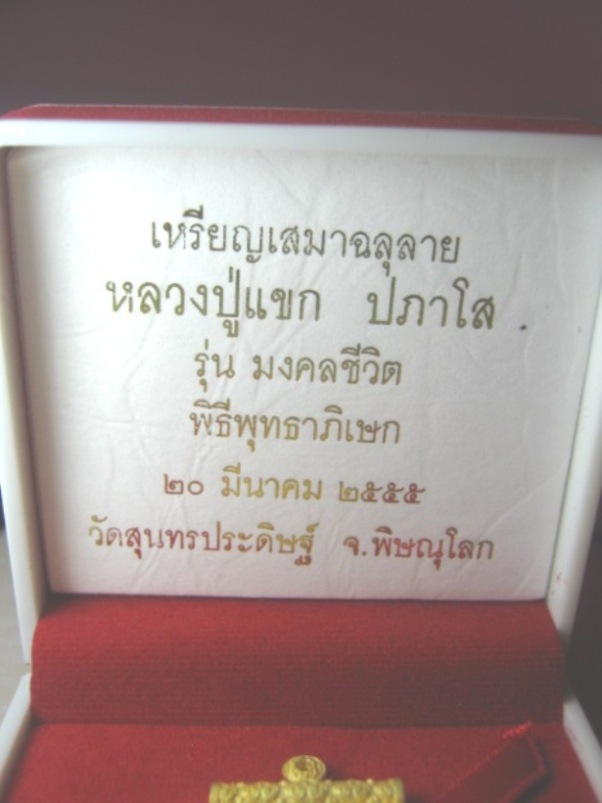 เหรียญเสมาฉลุลาย
หลวงปู่แขก ปภาโส
รุ่น มงคลชีวิต
พิธีพุทธาภิเษก
๒๐ มีนาคม ๒๕๕๕
วัดสุนทรประดิษฐ์ จ.พิษณุโลก